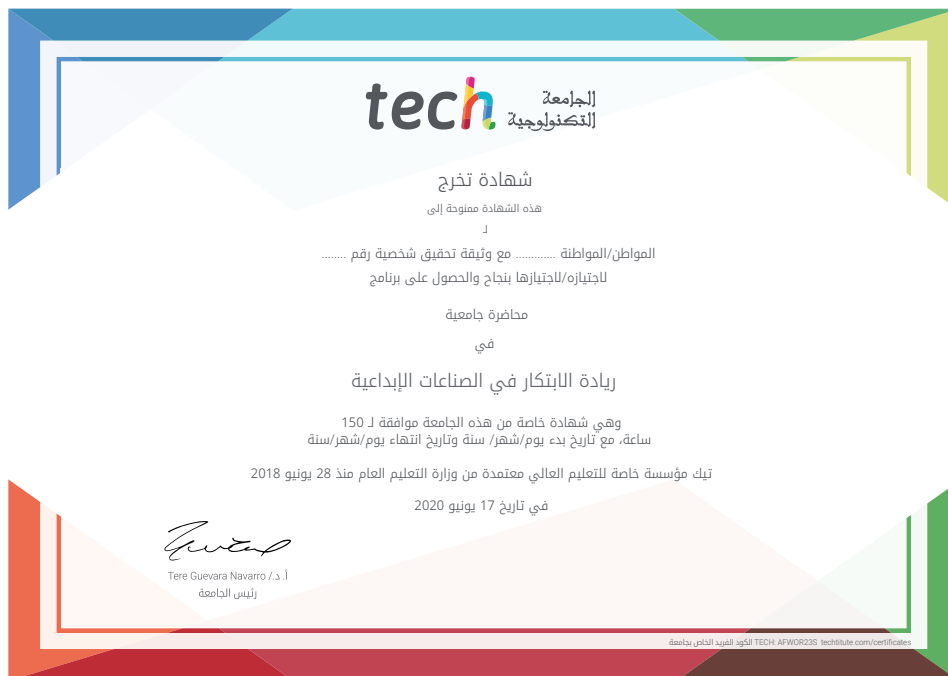 tech الجامعة
التكنولوجية
شهادة تخرج
هذه الشهادة ممنوحة إلى
لـ
المواطن/المواطنة ............ مع وثيقة تحقيق شخصية رقم ........
لاجتيازه/لاجتيازها بنجاح والحصول على برنامج
محاضرة جامعية
في
ريادة الابتكار في الصناعات الإبداعية
وهي شهادة خاصة من هذه الجامعة موافقة لـ 150
ساعة، مع تاريخ بدء يوم/شهر/ سنة وتاريخ انتهاء يوم/شهر/سنة
تيك مؤسسة خاصة للتعليم العالي معتمدة من وزارة التعليم العام منذ 28 يونيو 2018
في تاريخ 17 يونيو 2020
أ. د./ Tere Guevara Navarro
رئيس الجامعة
الكود الفريد الخاص بجامعة TECH: AFWOR23S techtitute.com/certificates